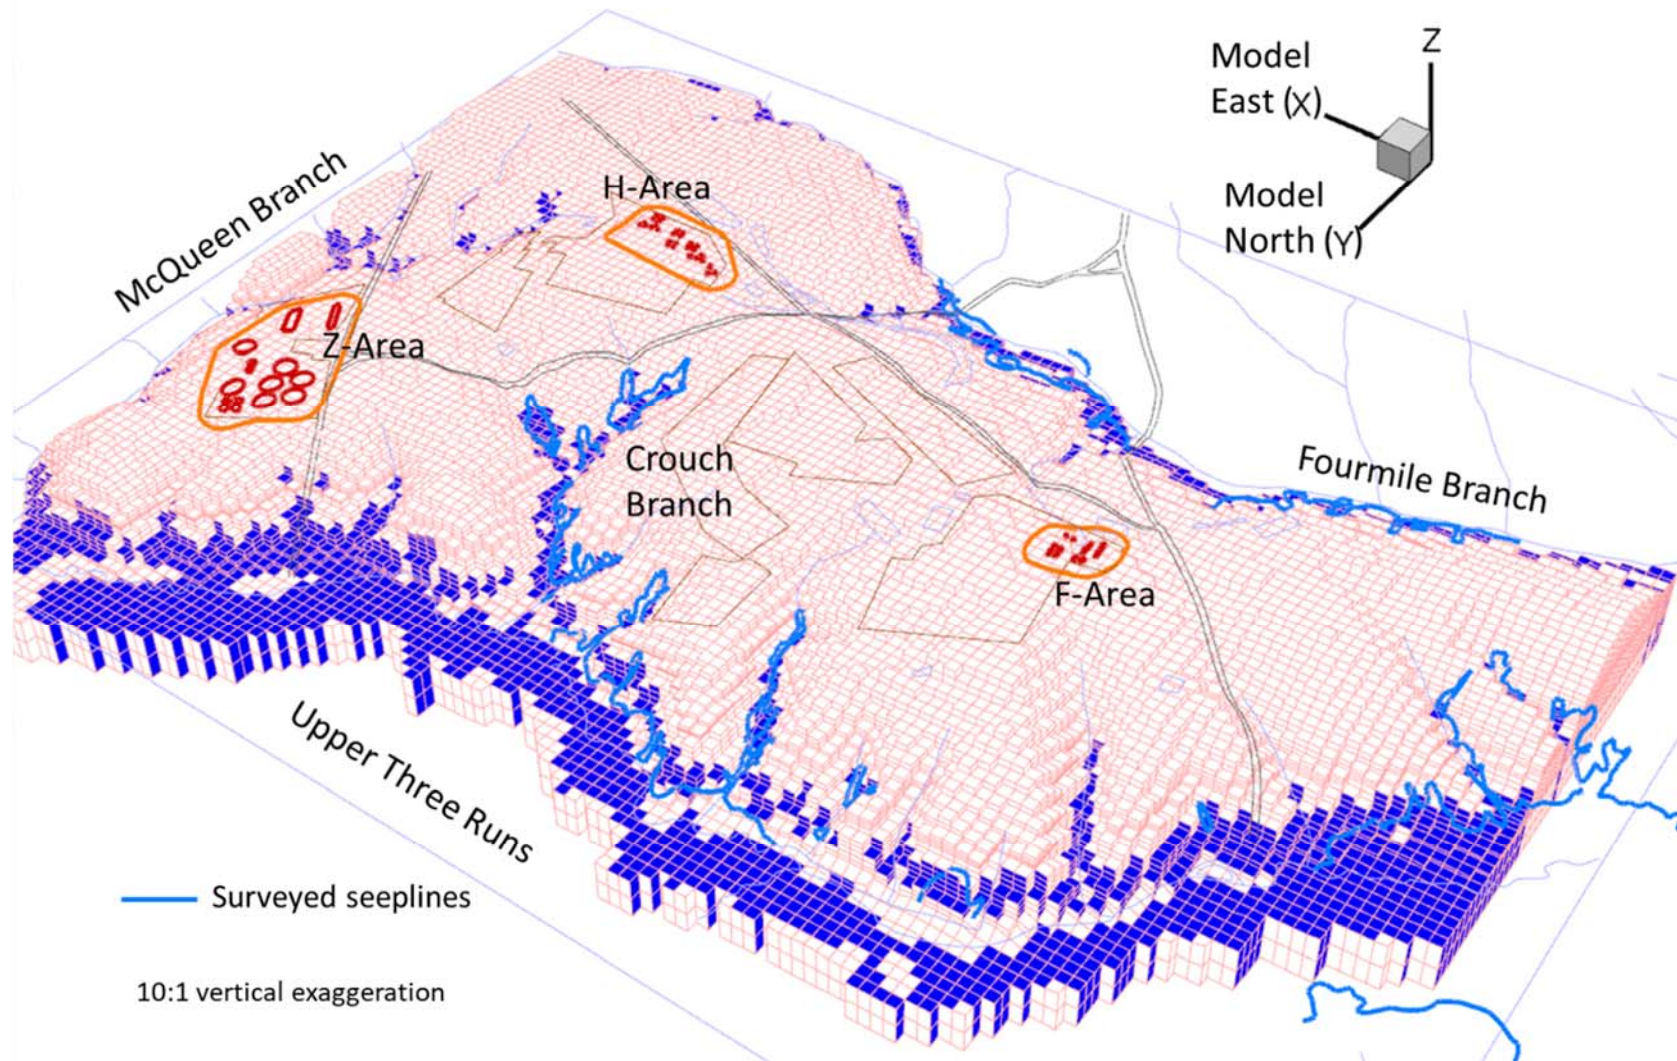 Model
East (X)
Z
Model
North (Y)
McQueen Branch
H-Area
Z-Area
Crouch
Branch
Fourmile Branch
F-Area
Upper Three Runs
Surveyed seeplines
10:1 vertical exaggeration